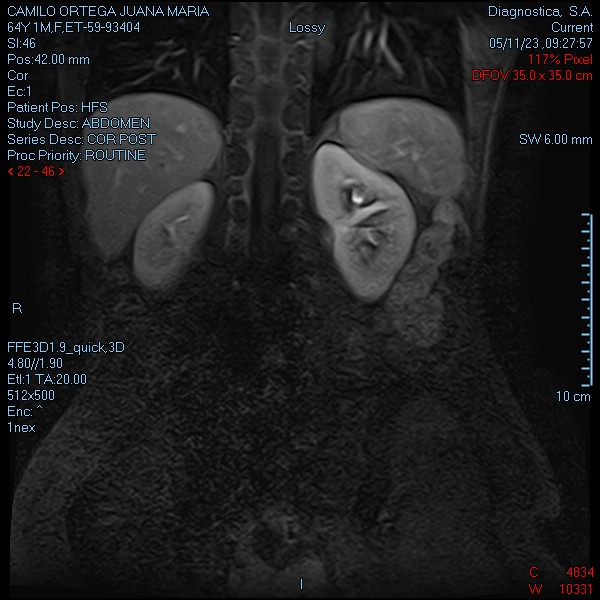 CAMILO ORTEGA JUANA MARIA
64Y 1M,F,ET-59-93404
Sl:46
Pos:42.00 mm
Cor
Ec:1
Patient Pos: HFS
Study Desc: ABDOMEN
Series Desc: COR POST
Proc Priority: ROUTINE
< 22 - 46 >
Lossy
Diagnostica, S.A.
Current
05/11/23 ,09:27:57
117% Pixel
DFOV 35.0 x 35.0 cm
SW 6.00 mm
R
FFE3D1.9_quick,3D
4.80//1.90
Etl:1 TA:20.00
512x500
Enc: ^
1nex
10 cm
I
C 4834
W 10331